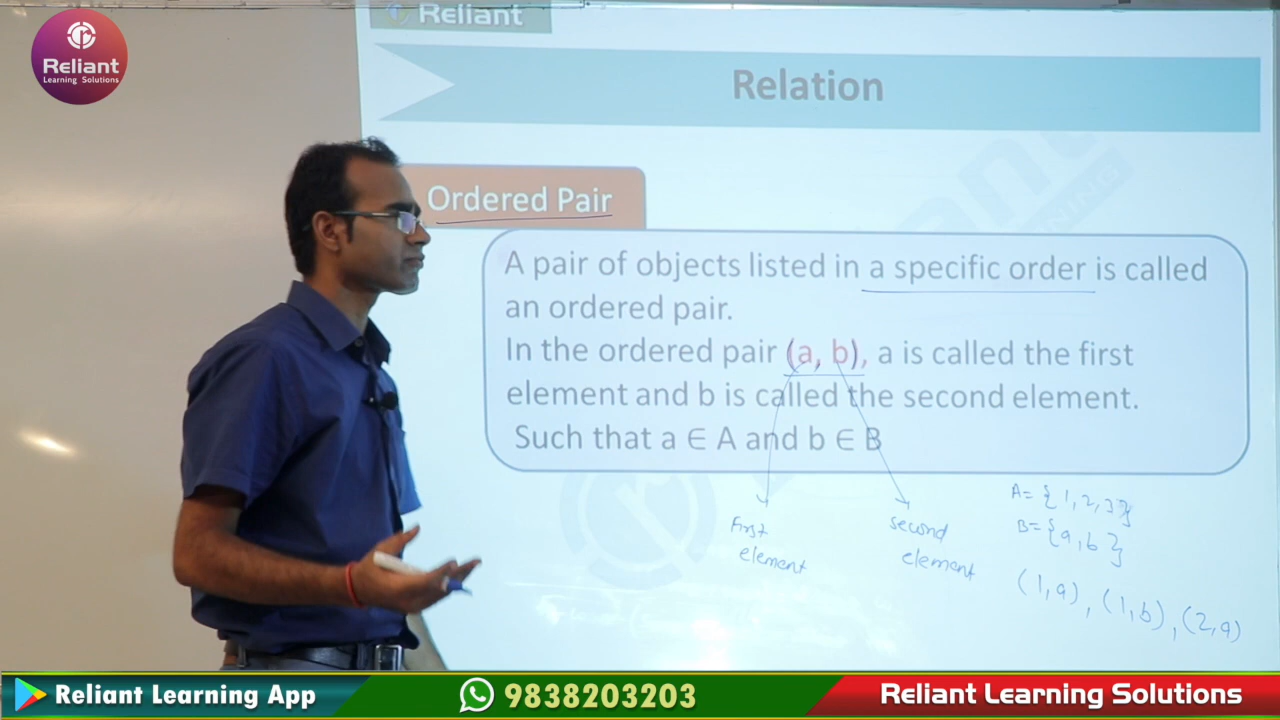 Reliant
Learning Solutions
Reliant
Relation
Ordered Pair
A pair of objects listed in a specific order is called
an ordered pair.
In the ordered pair (a, b), a is called the first
element and b is called the second element.
Such that a ∈ A and b ∈ B
First
element
second
element
A= {1,2,3}
B= {a,b}
(1,a), (1,b), (2,a)
Reliant Learning App
9838203203
Reliant Learning Solutions